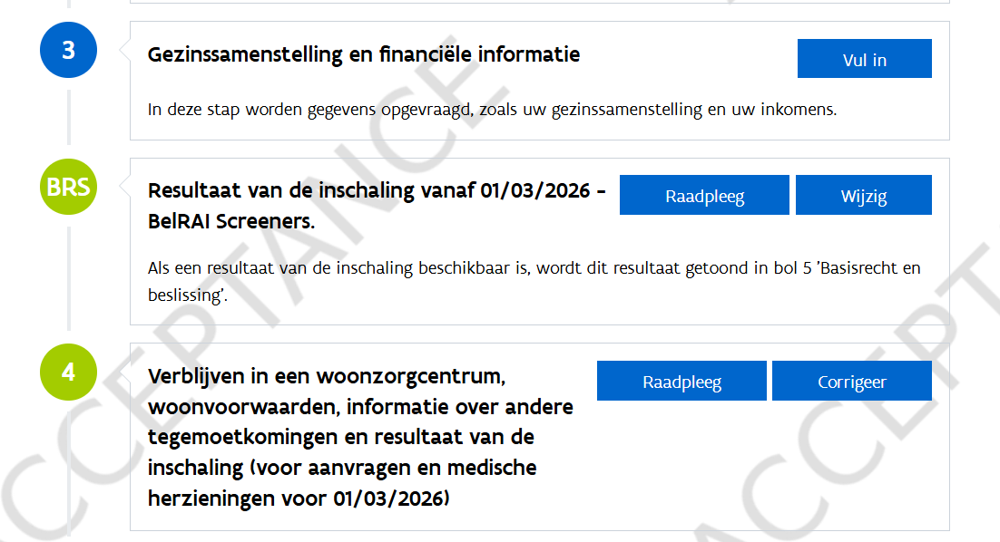 3
Gezinssamenstelling en financiële informatie
Vul in
In deze stap worden gegevens opgevraagd, zoals uw gezinssamenstelling en uw inkomens.
BRS
Resultaat van de inschaling vanaf 01/03/2026 -
BelRAI Screeners.
Raadpleeg
Wijzig
Als een resultaat van de inschaling beschikbaar is, wordt dit resultaat getoond in bol 5 'Basisrecht en
beslissing'.
4
Verblijven in een woonzorgcentrum,
woonvoorwaarden, informatie over andere
tegemoetkomingen en resultaat van de
inschaling (voor aanvragen en medische
herzieningen voor 01/03/2026)
Raadpleeg
Corrigeer
ACCEPTANCE
ACCEPT